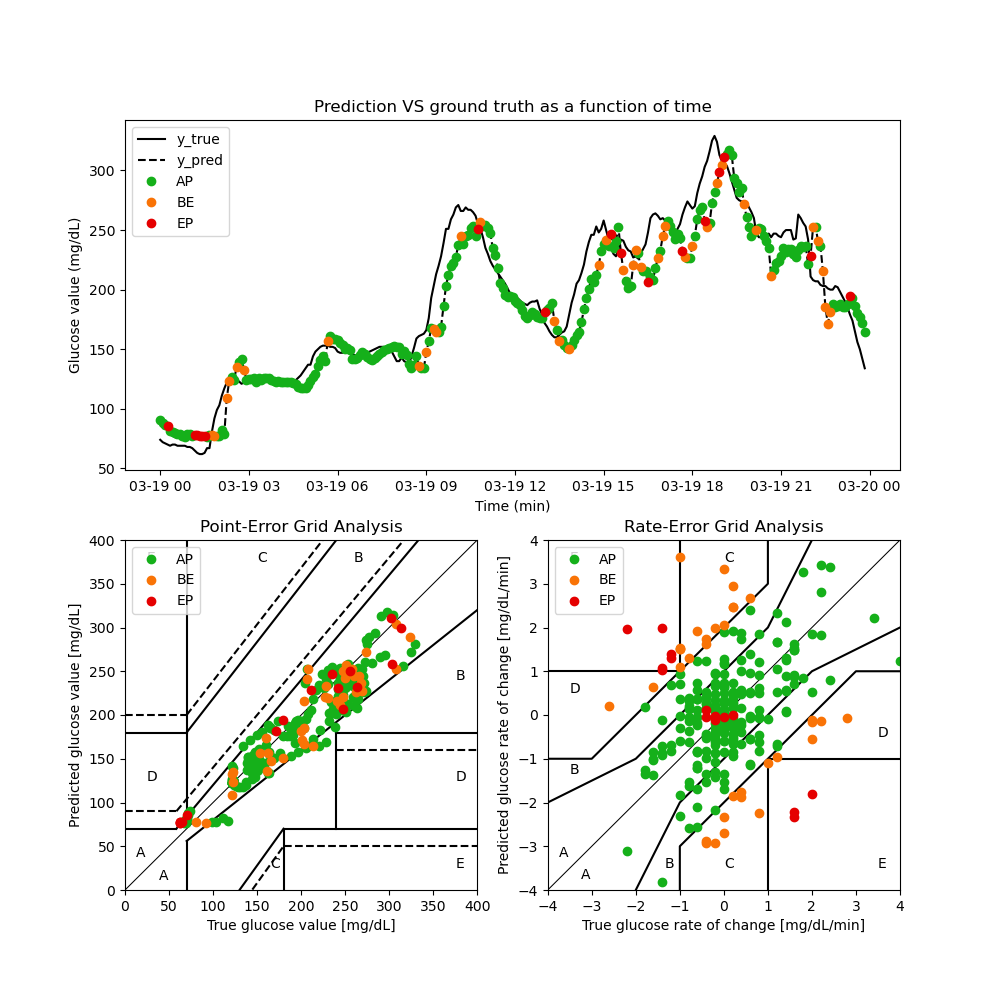 Prediction VS ground truth as a function of time
Glucose value (mg/dL)
y_true
y_pred
AP
BE
EP
300
250
200
150
100
50
03-19 00 03-19 03 03-19 06 03-19 09 03-19 12 03-19 15 03-19 18 03-19 21 03-20 00
Time (min)
Point-Error Grid Analysis
Predicted glucose value [mg/dL]
400
350
300
250
200
150
100
50
0
AP
BE
EP
C
B
B
D
D
A
A
C
E
0 50 100 150 200 250 300 350 400
True glucose value [mg/dL]
Rate-Error Grid Analysis
Predicted glucose rate of change [mg/dL/min]
4
3
2
1
0
−1
−2
−3
−4
AP
BE
EP
C
D
D
B
A
A
B
C
E
−4 −3 −2 −1 0 1 2 3 4
True glucose rate of change [mg/dL/min]